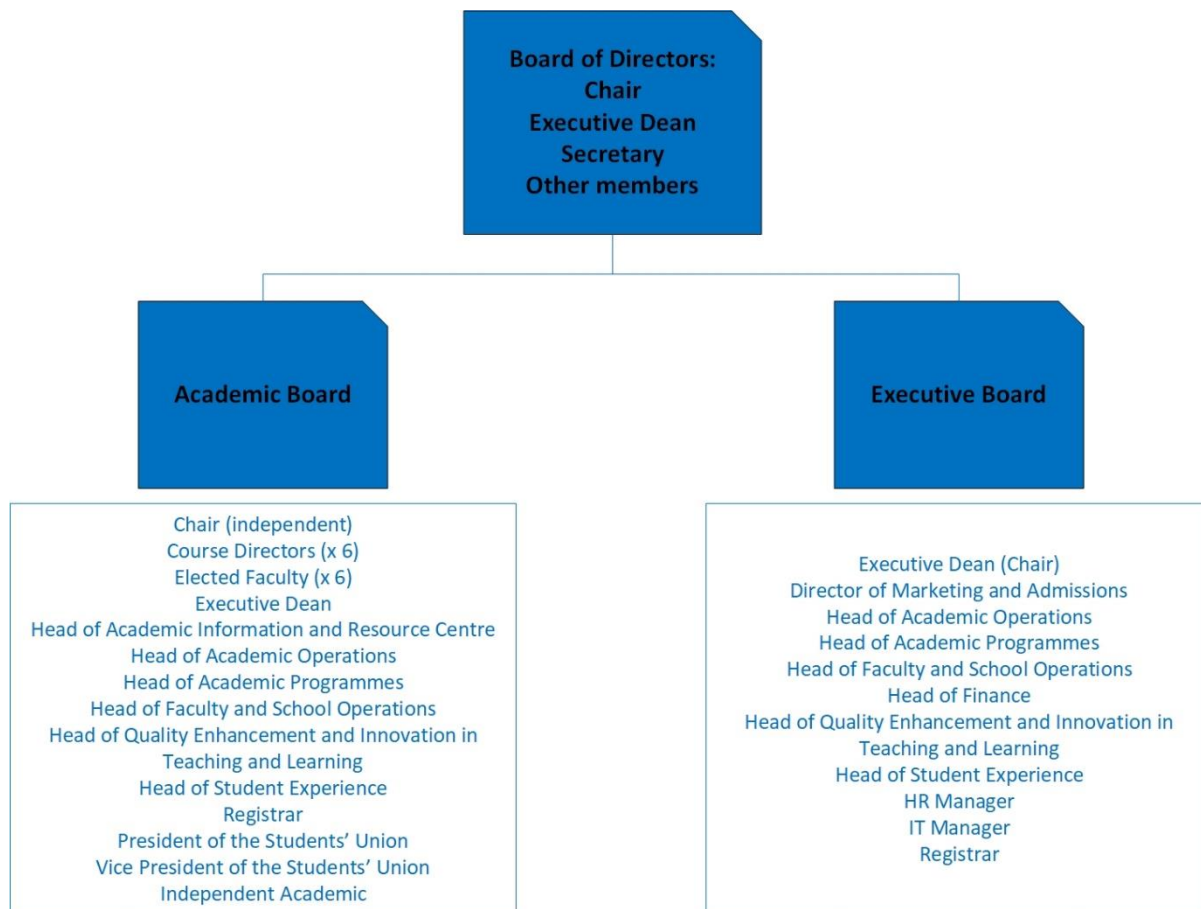 Board of Directors:
Chair
Executive Dean
Secretary
Other members
Academic Board
Executive Board
Chair (independent)
Course Directors (x 6)
Elected Faculty (x 6)
Executive Dean
Head of Academic Information and Resource Centre
Head of Academic Operations
Head of Academic Programmes
Head of Faculty and School Operations
Head of Quality Enhancement and Innovation in
Teaching and Learning
Head of Student Experience
Registrar
President of the Students’ Union
Vice President of the Students’ Union
Independent Academic
Executive Dean (Chair)
Director of Marketing and Admissions
Head of Academic Operations
Head of Academic Programmes
Head of Faculty and School Operations
Head of Finance
Head of Quality Enhancement and Innovation in
Teaching and Learning
Head of Student Experience
HR Manager
IT Manager
Registrar